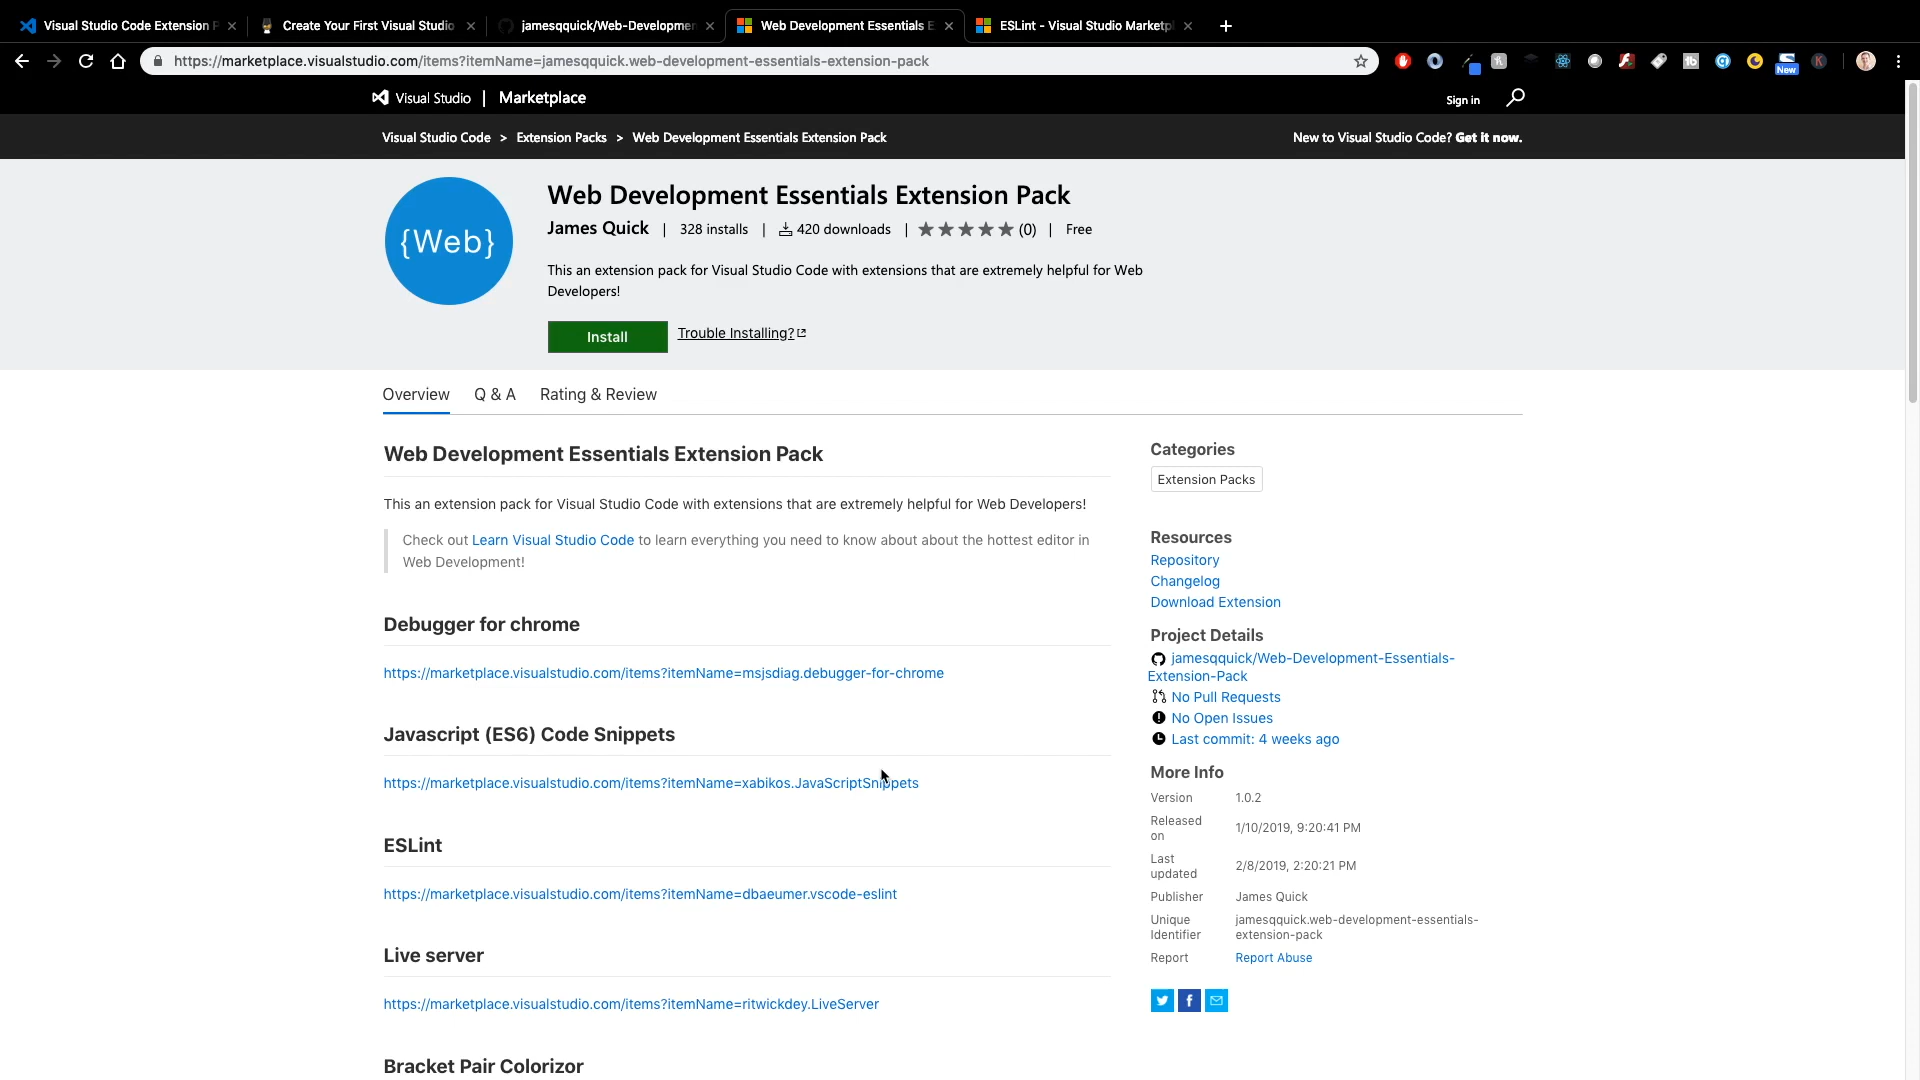 Visual Studio Code Extension P
Create Your First Visual Studio
jamesqquick/Web-Developmen
Web Development Essentials E
ESLint - Visual Studio Marketpl
https://marketplace.visualstudio.com/items?itemName=jamesqquick.web-development-essentials-extension-pack
New
Visual Studio | Marketplace
Sign in
Visual Studio Code > Extension Packs > Web Development Essentials Extension Pack
New to Visual Studio Code? Get it now.
{Web}
Web Development Essentials Extension Pack
James Quick | 328 installs | 420 downloads | (0) | Free
This an extension pack for Visual Studio Code with extensions that are extremely helpful for Web
Developers!
Install
Trouble Installing?
Overview
Q & A
Rating & Review
Web Development Essentials Extension Pack
This an extension pack for Visual Studio Code with extensions that are extremely helpful for Web Developers!
Check out Learn Visual Studio Code to learn everything you need to know about about the hottest editor in
Web Development!
Debugger for chrome
https://marketplace.visualstudio.com/items?itemName=msjsdiag.debugger-for-chrome
Javascript (ES6) Code Snippets
https://marketplace.visualstudio.com/items?itemName=xabikos.JavaScriptSnippets
ESLint
https://marketplace.visualstudio.com/items?itemName=dbaeumer.vscode-eslint
Live server
https://marketplace.visualstudio.com/items?itemName=ritwickdey.LiveServer
Bracket Pair Colorizor
Categories
Extension Packs
Resources
Repository
Changelog
Download Extension
Project Details
jamesqquick/Web-Development-Essentials-
Extension-Pack
No Pull Requests
No Open Issues
Last commit: 4 weeks ago
More Info
Version 1.0.2
Released
on
1/10/2019, 9:20:41 PM
Last
updated
2/8/2019, 2:20:21 PM
Publisher James Quick
Unique
Identifier
jamesqquick.web-development-essentials-
extension-pack
Report Report Abuse